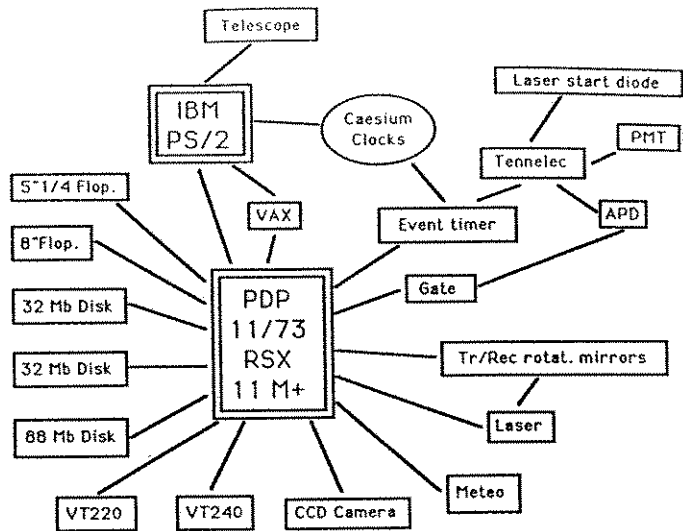 Telescope
IBM
PS/2
Caesium
Clocks
Laser start diode
PMT
Tennelec
5"1/4 Flop.
VAX
Event timer
APD
8"Flop.
Gate
PDP
11/73
RSX
11 M+
32 Mb Disk
Tr/Rec rotat. mirrors
32 Mb Disk
Laser
88 Mb Disk
Meteo
VT220
VT240
CCD Camera